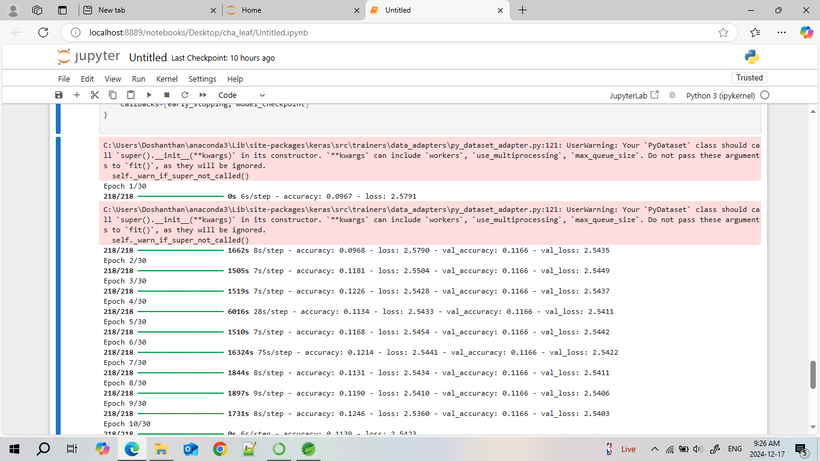 New tab
Home
Untitled
localhost:8889/notebooks/Desktop/cha_leaf/Untitled.ipynb
jupyter Untitled Last Checkpoint: 10 hours ago
File Edit View Run Kernel Settings Help
Trusted
Code
JupyterLab
Python 3 (ipykernel)
callbacks=[early_stopping, model_checkpoint]
)
C:\Users\Doshanthan\anaconda3\Lib\site-packages\keras\src\trainers\data_adapters\py_dataset_adapter.py:121: UserWarning: Your `PyDataset` class should ca
ll `super().__init__(**kwargs)` in its constructor. `**kwargs` can include `workers`, `use_multiprocessing`, `max_queue_size`. Do not pass these argument
s to `fit()`, as they will be ignored.
self._warn_if_super_not_called()
Epoch 1/30
218/218 0s 6s/step - accuracy: 0.0967 - loss: 2.5791
C:\Users\Doshanthan\anaconda3\Lib\site-packages\keras\src\trainers\data_adapters\py_dataset_adapter.py:121: UserWarning: Your `PyDataset` class should ca
ll `super().__init__(**kwargs)` in its constructor. `**kwargs` can include `workers`, `use_multiprocessing`, `max_queue_size`. Do not pass these argument
s to `fit()`, as they will be ignored.
self._warn_if_super_not_called()
218/218 1662s 8s/step - accuracy: 0.0968 - loss: 2.5790 - val_accuracy: 0.1166 - val_loss: 2.5435
Epoch 2/30
218/218 1505s 7s/step - accuracy: 0.1181 - loss: 2.5504 - val_accuracy: 0.1166 - val_loss: 2.5449
Epoch 3/30
218/218 1519s 7s/step - accuracy: 0.1226 - loss: 2.5428 - val_accuracy: 0.1166 - val_loss: 2.5437
Epoch 4/30
218/218 6016s 28s/step - accuracy: 0.1134 - loss: 2.5433 - val_accuracy: 0.1166 - val_loss: 2.5411
Epoch 5/30
218/218 1510s 7s/step - accuracy: 0.1168 - loss: 2.5454 - val_accuracy: 0.1166 - val_loss: 2.5442
Epoch 6/30
218/218 16324s 75s/step - accuracy: 0.1214 - loss: 2.5441 - val_accuracy: 0.1166 - val_loss: 2.5422
Epoch 7/30
218/218 1844s 8s/step - accuracy: 0.1131 - loss: 2.5434 - val_accuracy: 0.1166 - val_loss: 2.5411
Epoch 8/30
218/218 1897s 9s/step - accuracy: 0.1190 - loss: 2.5410 - val_accuracy: 0.1166 - val_loss: 2.5406
Epoch 9/30
218/218 1731s 8s/step - accuracy: 0.1246 - loss: 2.5360 - val_accuracy: 0.1166 - val_loss: 2.5403
Epoch 10/30
218/218 0s 6s/step - accuracy: 0.1139 - loss: 2.5423
Live
ENG
9:26 AM
2024-12-17
5